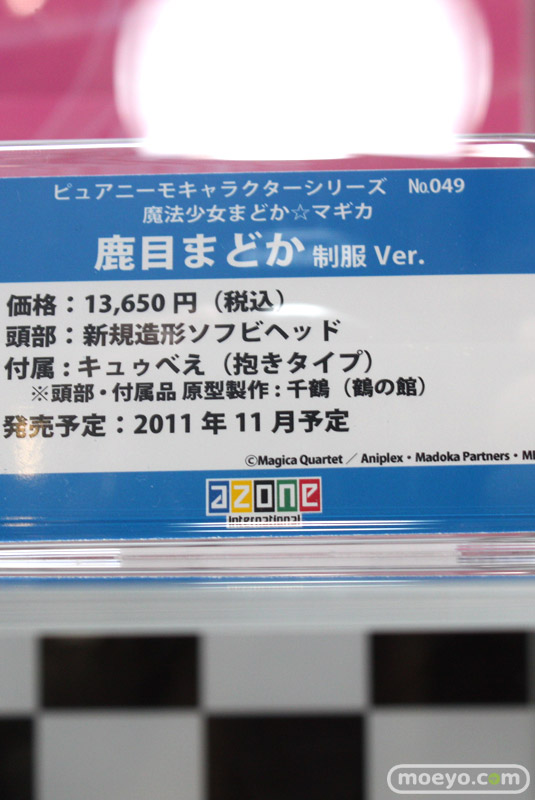 ピュアニーモキャラクターシリーズ　№049
魔法少女まどか☆マギカ
鹿目まどか 制服 Ver.
価格：13,650 円（税込）
頭部：新規造形ソフビヘッド
付属：キュゥべえ（抱きタイプ）
※頭部・付属品 原型製作：千鶴（鶴の館）
発売予定：2011 年 11 月予定
©Magica Quartet／Aniplex・Madoka Partners・
azone
international
moeyo.com